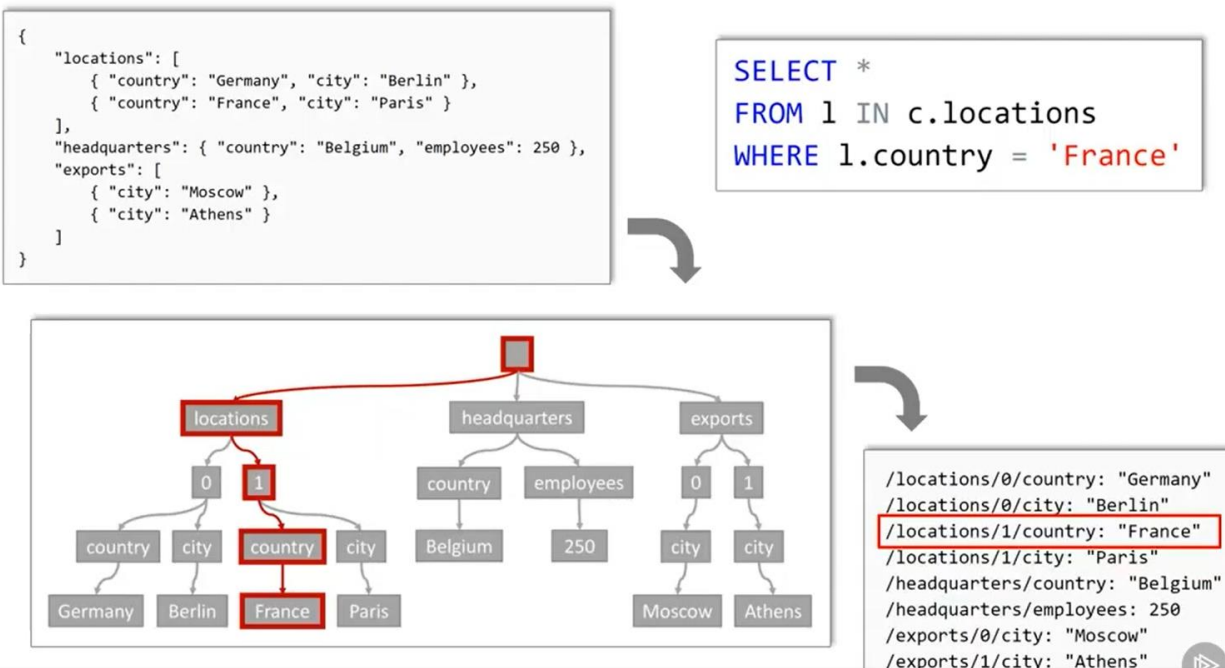 {
"locations": [
{ "country": "Germany", "city": "Berlin" },
{ "country": "France", "city": "Paris" }
],
"headquarters": { "country": "Belgium", "employees": 250 },
"exports": [
{ "city": "Moscow" },
{ "city": "Athens" }
]
}
SELECT *
FROM l IN c.locations
WHERE l.country = 'France'
locations headquarters exports
0 1 country employees 0 1
country city country city Belgium 250 city city
Germany Berlin France Paris Moscow Athens
/locations/0/country: "Germany"
/locations/0/city: "Berlin"
/locations/1/country: "France"
/locations/1/city: "Paris"
/headquarters/country: "Belgium"
/headquarters/employees: 250
/exports/0/city: "Moscow"
/exports/1/city: "Athens"